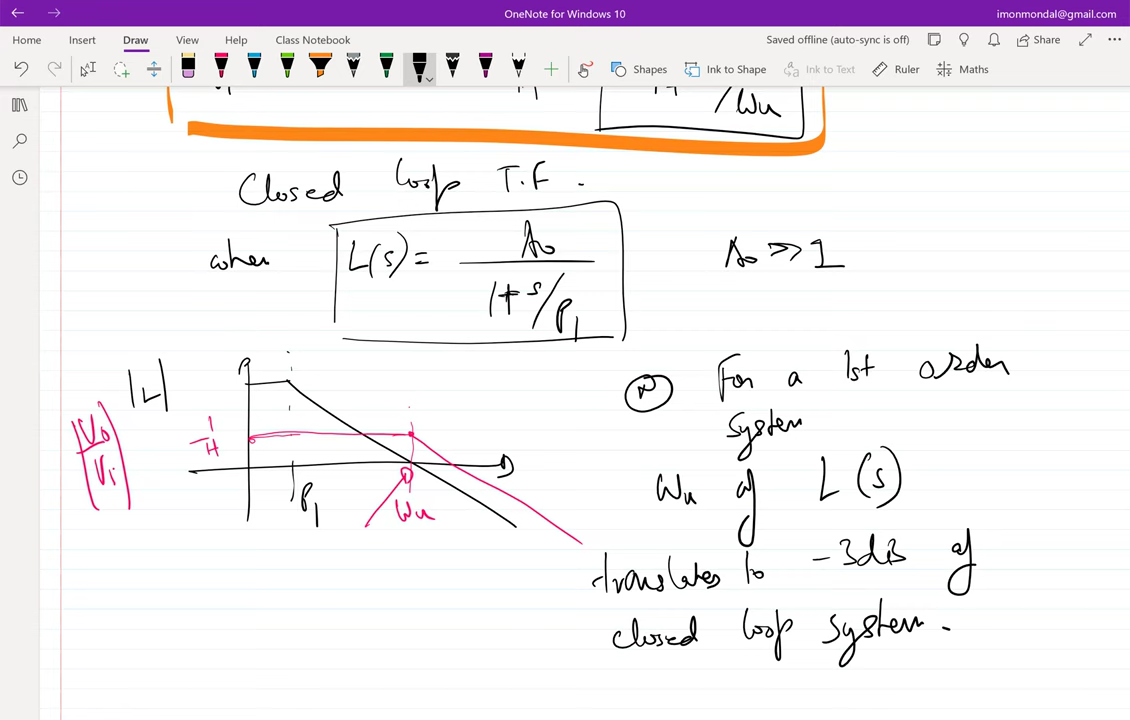 OneNote for Windows 10
imonmondal@gmail.com
Home Insert Draw View Help Class Notebook
Saved offline (auto-sync is off) Share
Shapes Ink to Shape Ink to Text Ruler Maths
/ωu
Closed loop T.F.
when L(s) = A0 / (1 + s/p1) A0 >> 1
|L|
|Vo/Vi|
1/H
p1
ωu
For a 1st order
system
ωu of L(s)
translates to -3dB of
closed loop system.